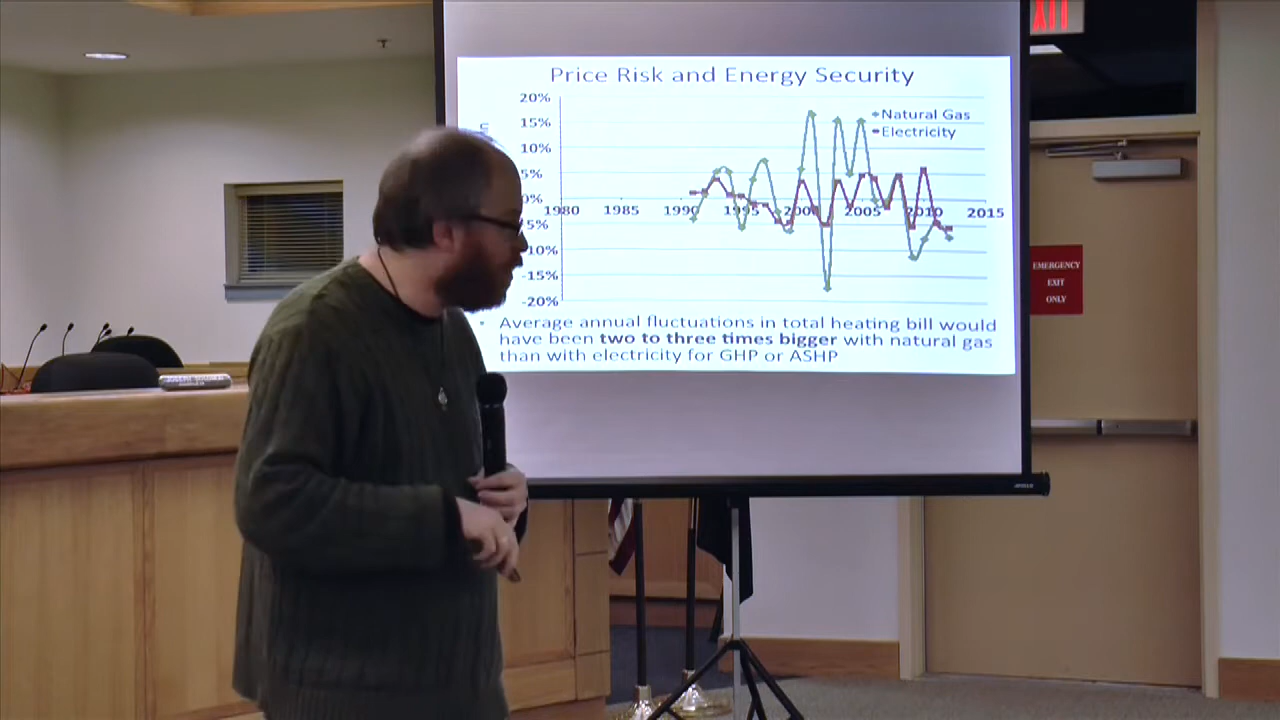 EXIT
Price Risk and Energy Security
20%
15%
10%
5%
0%
5%
10%
-15%
-20%
1980 1985 1990 1995 2000 2005 2010 2015
Natural Gas
Electricity
• Average annual fluctuations in total heating bill would
have been two to three times bigger with natural gas
than with electricity for GHP or ASHP
EMERGENCY
EXIT
ONLY